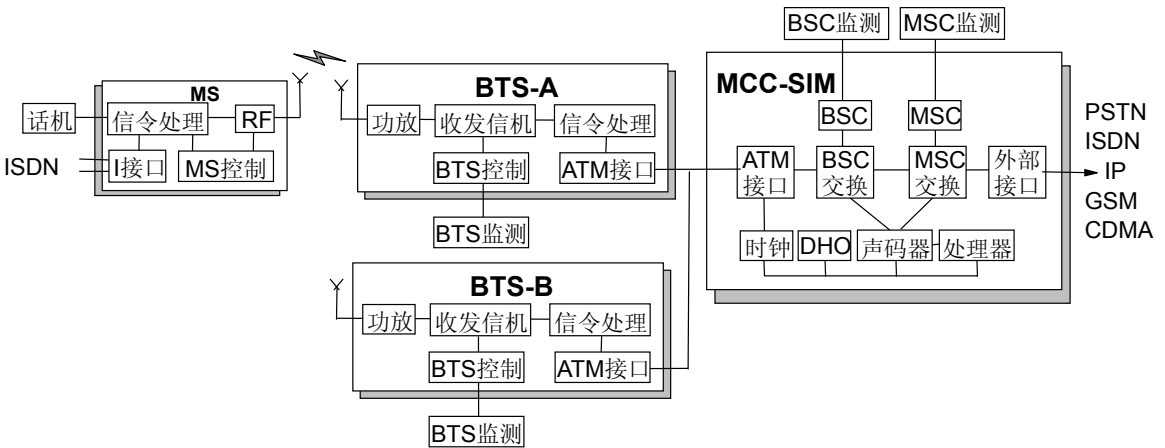 BSC监测
MSC监测
MS
话机
信令处理
RF
ISDN
I接口
MS控制
BTS-A
功放
收发信机
信令处理
BTS控制
ATM接口
BTS监测
BTS-B
功放
收发信机
信令处理
BTS控制
ATM接口
BTS监测
MCC-SIM
BSC
MSC
ATM
接口
BSC
交换
MSC
交换
外部
接口
时钟
DHO
声码器
处理器
PSTN
ISDN
IP
GSM
CDMA